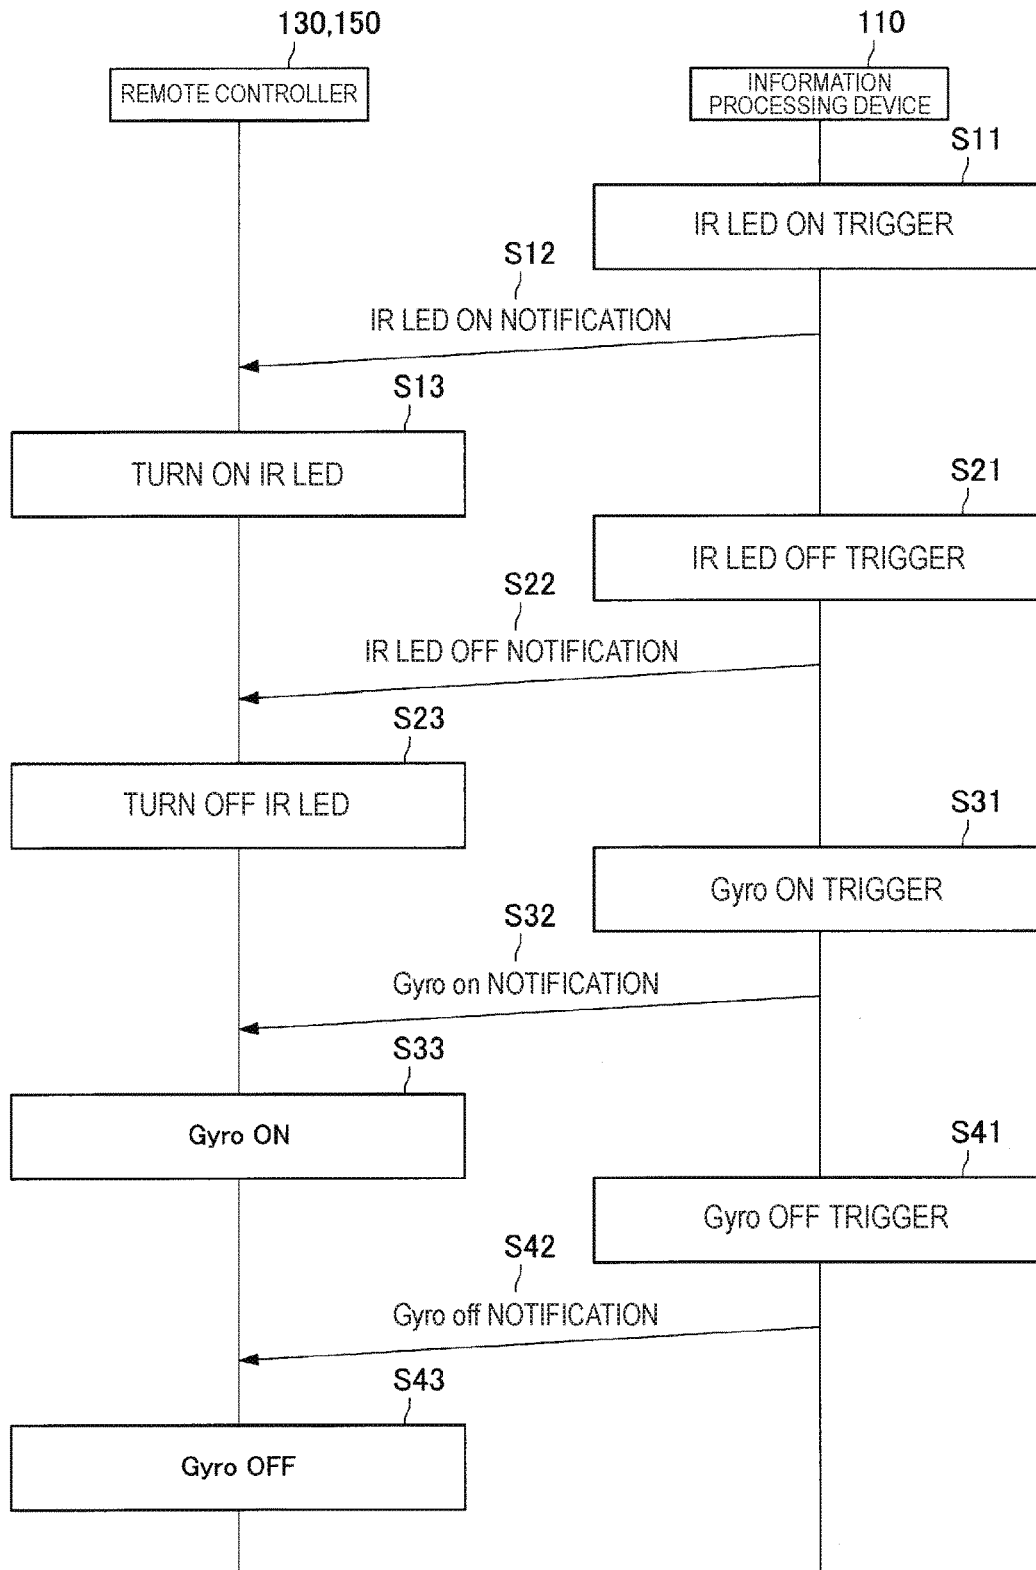 130,150
110
REMOTE CONTROLLER
INFORMATION
PROCESSING DEVICE
S11
IR LED ON TRIGGER
S12
IR LED ON NOTIFICATION
S13
TURN ON IR LED
S21
IR LED OFF TRIGGER
S22
IR LED OFF NOTIFICATION
S23
TURN OFF IR LED
S31
Gyro ON TRIGGER
S32
Gyro on NOTIFICATION
S33
Gyro ON
S41
Gyro OFF TRIGGER
S42
Gyro off NOTIFICATION
S43
Gyro OFF